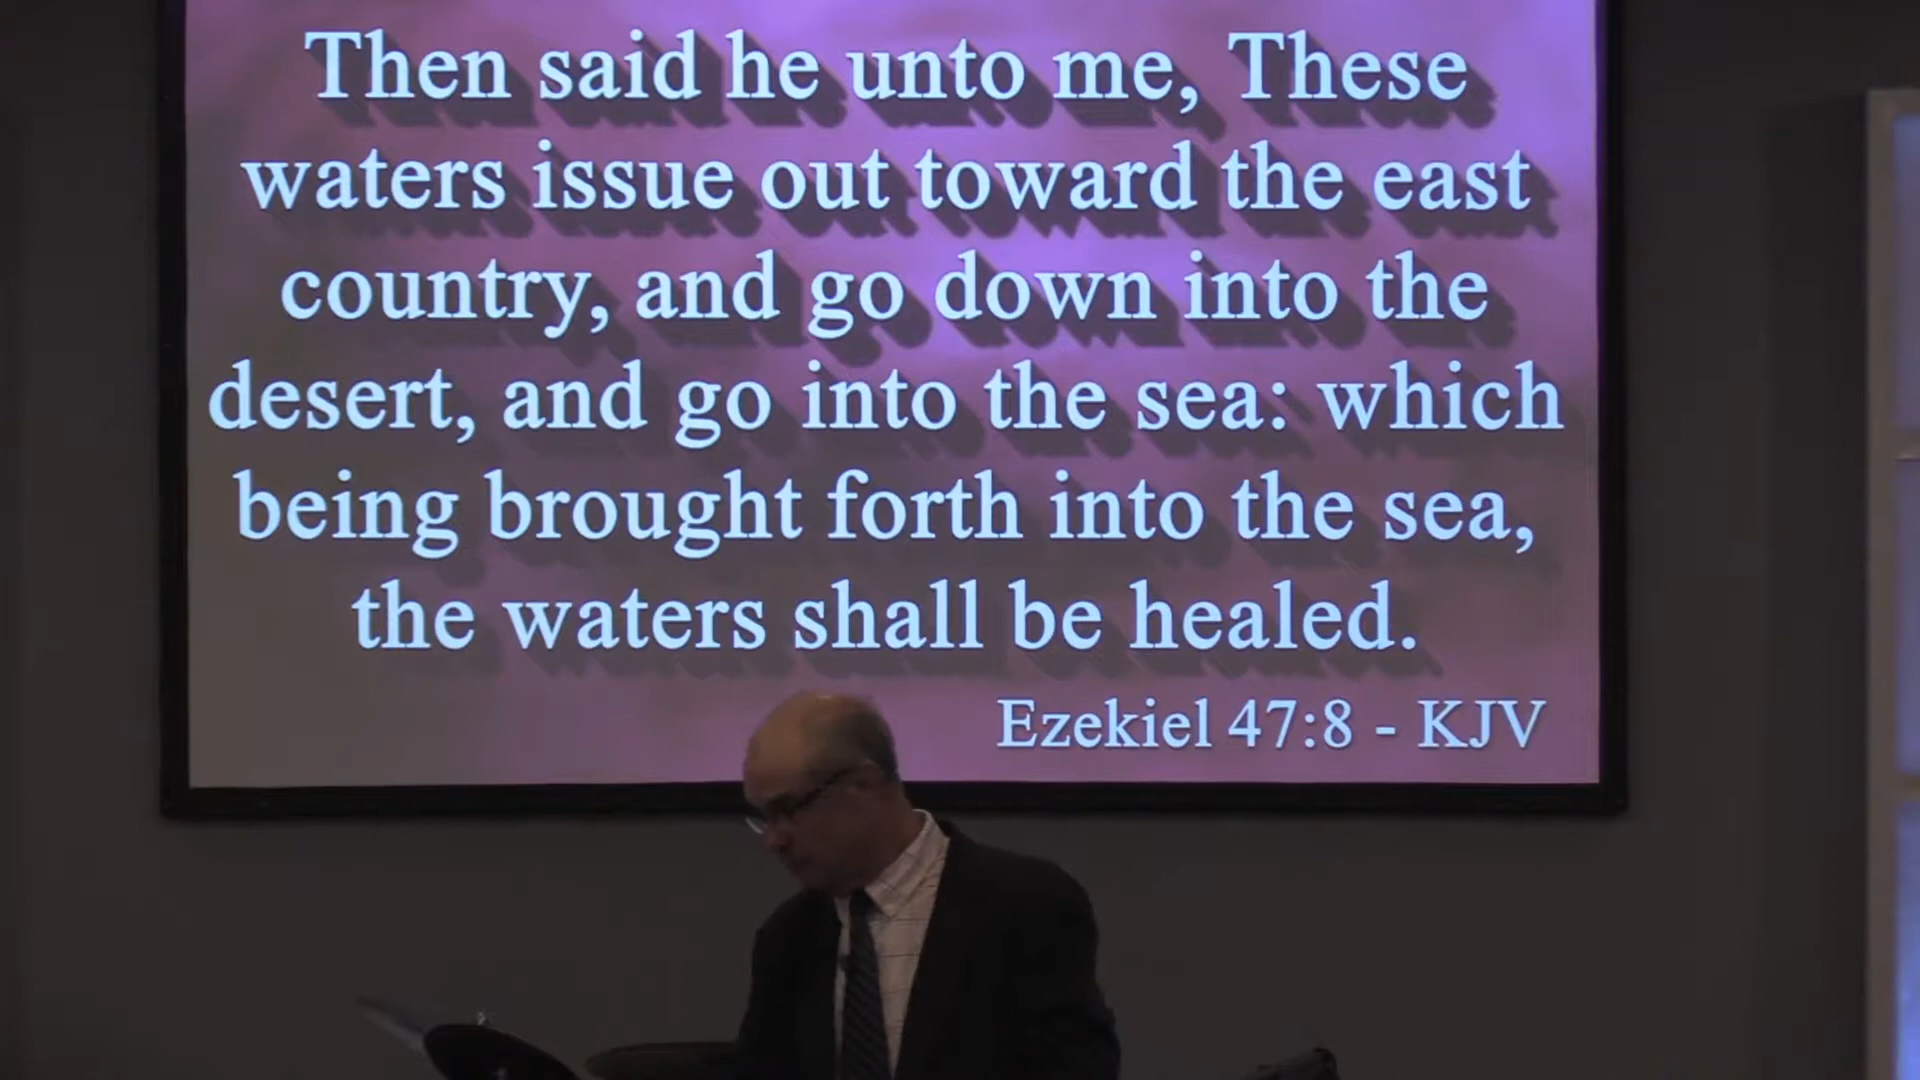 Then said he unto me, These
waters issue out toward the east
country, and go down into the
desert, and go into the sea: which
being brought forth into the sea,
the waters shall be healed.
Ezekiel 47:8 - KJV